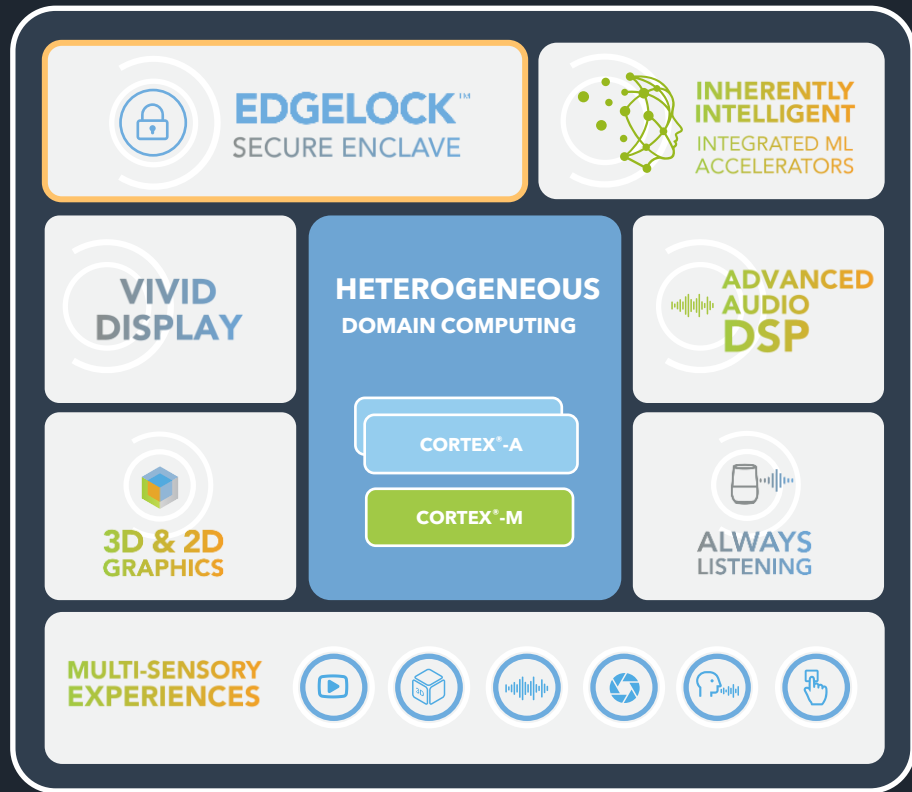 EDGELOCK™
SECURE ENCLAVE
INHERENTLY
INTELLIGENT
INTEGRATED ML
ACCELERATORS
VIVID
DISPLAY
HETEROGENEOUS
DOMAIN COMPUTING
CORTEX®-A
CORTEX®-M
ADVANCED
AUDIO
DSP
3D & 2D
GRAPHICS
ALWAYS
LISTENING
MULTI-SENSORY
EXPERIENCES
3D